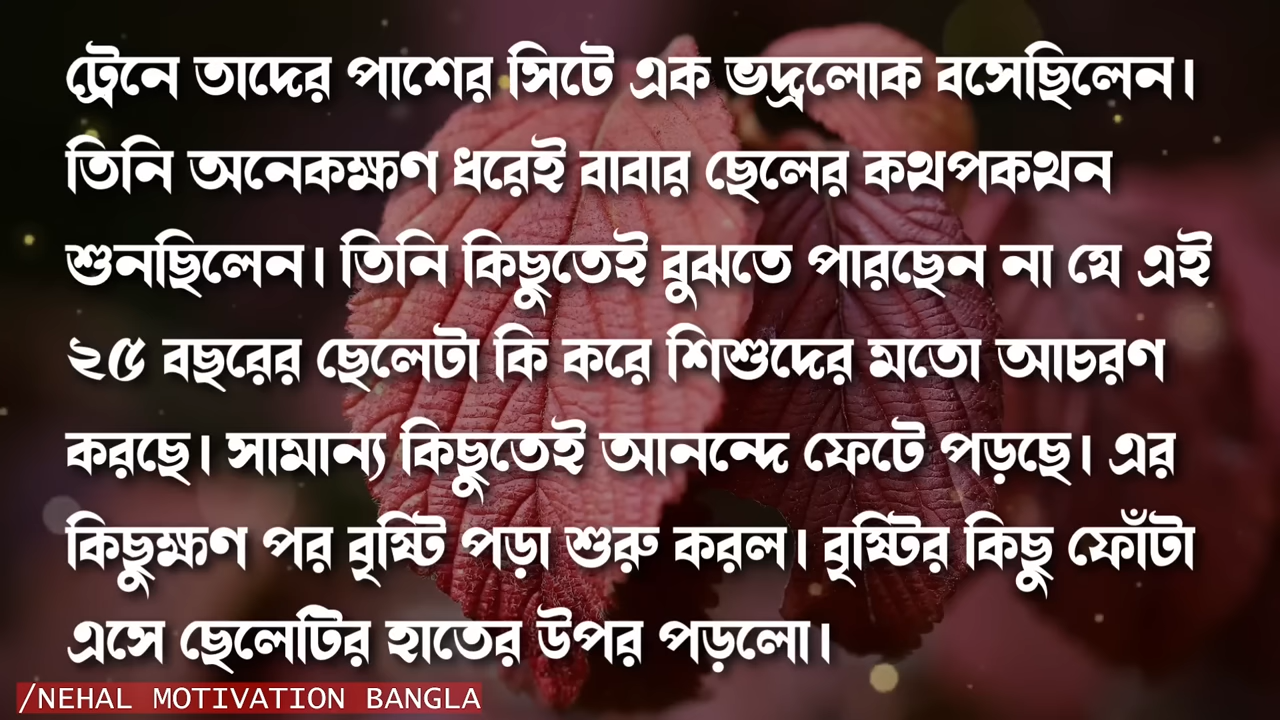 ট্রেনে তাদের পাশের সিটে এক ভদ্রলোক বসেছিলেন।
তিনি অনেকক্ষণ ধরেই বাবার ছেলের কথপকথন
শুনছিলেন। তিনি কিছুতেই বুঝতে পারছেন না যে এই
২৫ বছরের ছেলেটা কি করে শিশুদের মতো আচরণ
করছে। সামান্য কিছুতেই আনন্দে ফেটে পড়ছে। এর
কিছুক্ষণ পর বৃষ্টি পড়া শুরু করল। বৃষ্টির কিছু ফোঁটা
এসে ছেলেটির হাতের উপর পড়লো।
/NEHAL MOTIVATION BANGLA